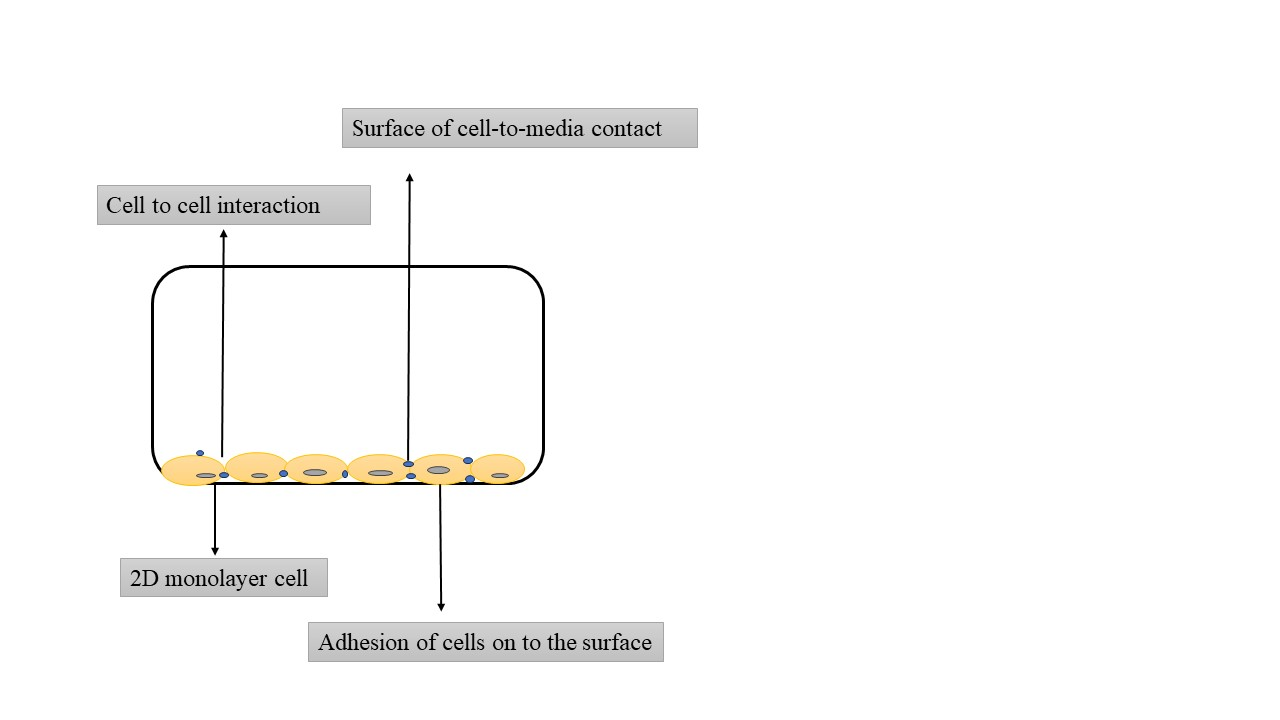 Surface of cell-to-media contact
Cell to cell interaction
2D monolayer cell
Adhesion of cells on to the surface